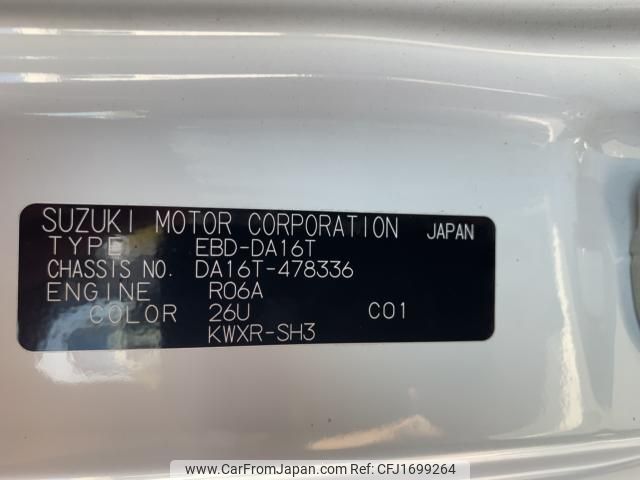 SUZUKI MOTOR CORPORATION JAPAN
TYPE EBD-DA16T
CHASSIS NO. DA16T-478336
ENGINE R06A
COLOR 26U C01
KWXR-SH3
www.CarFromJapan.com ID: CFJ1699264